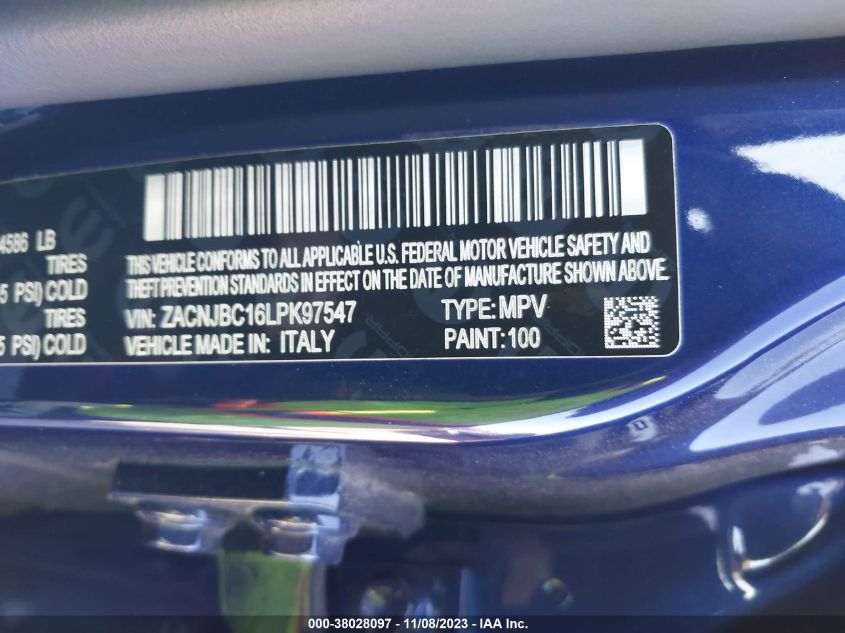 4586 LB
TIRES
5 PSI) COLD
TIRES
5 PSI) COLD
THIS VEHICLE CONFORMS TO ALL APPLICABLE U.S. FEDERAL MOTOR VEHICLE SAFETY AND
THEFT PREVENTION STANDARDS IN EFFECT ON THE DATE OF MANUFACTURE SHOWN ABOVE.
VIN: ZACNJBC16LPK97547 TYPE: MPV
VEHICLE MADE IN: ITALY PAINT: 100
000-38028097 - 11/08/2023 - IAA Inc.